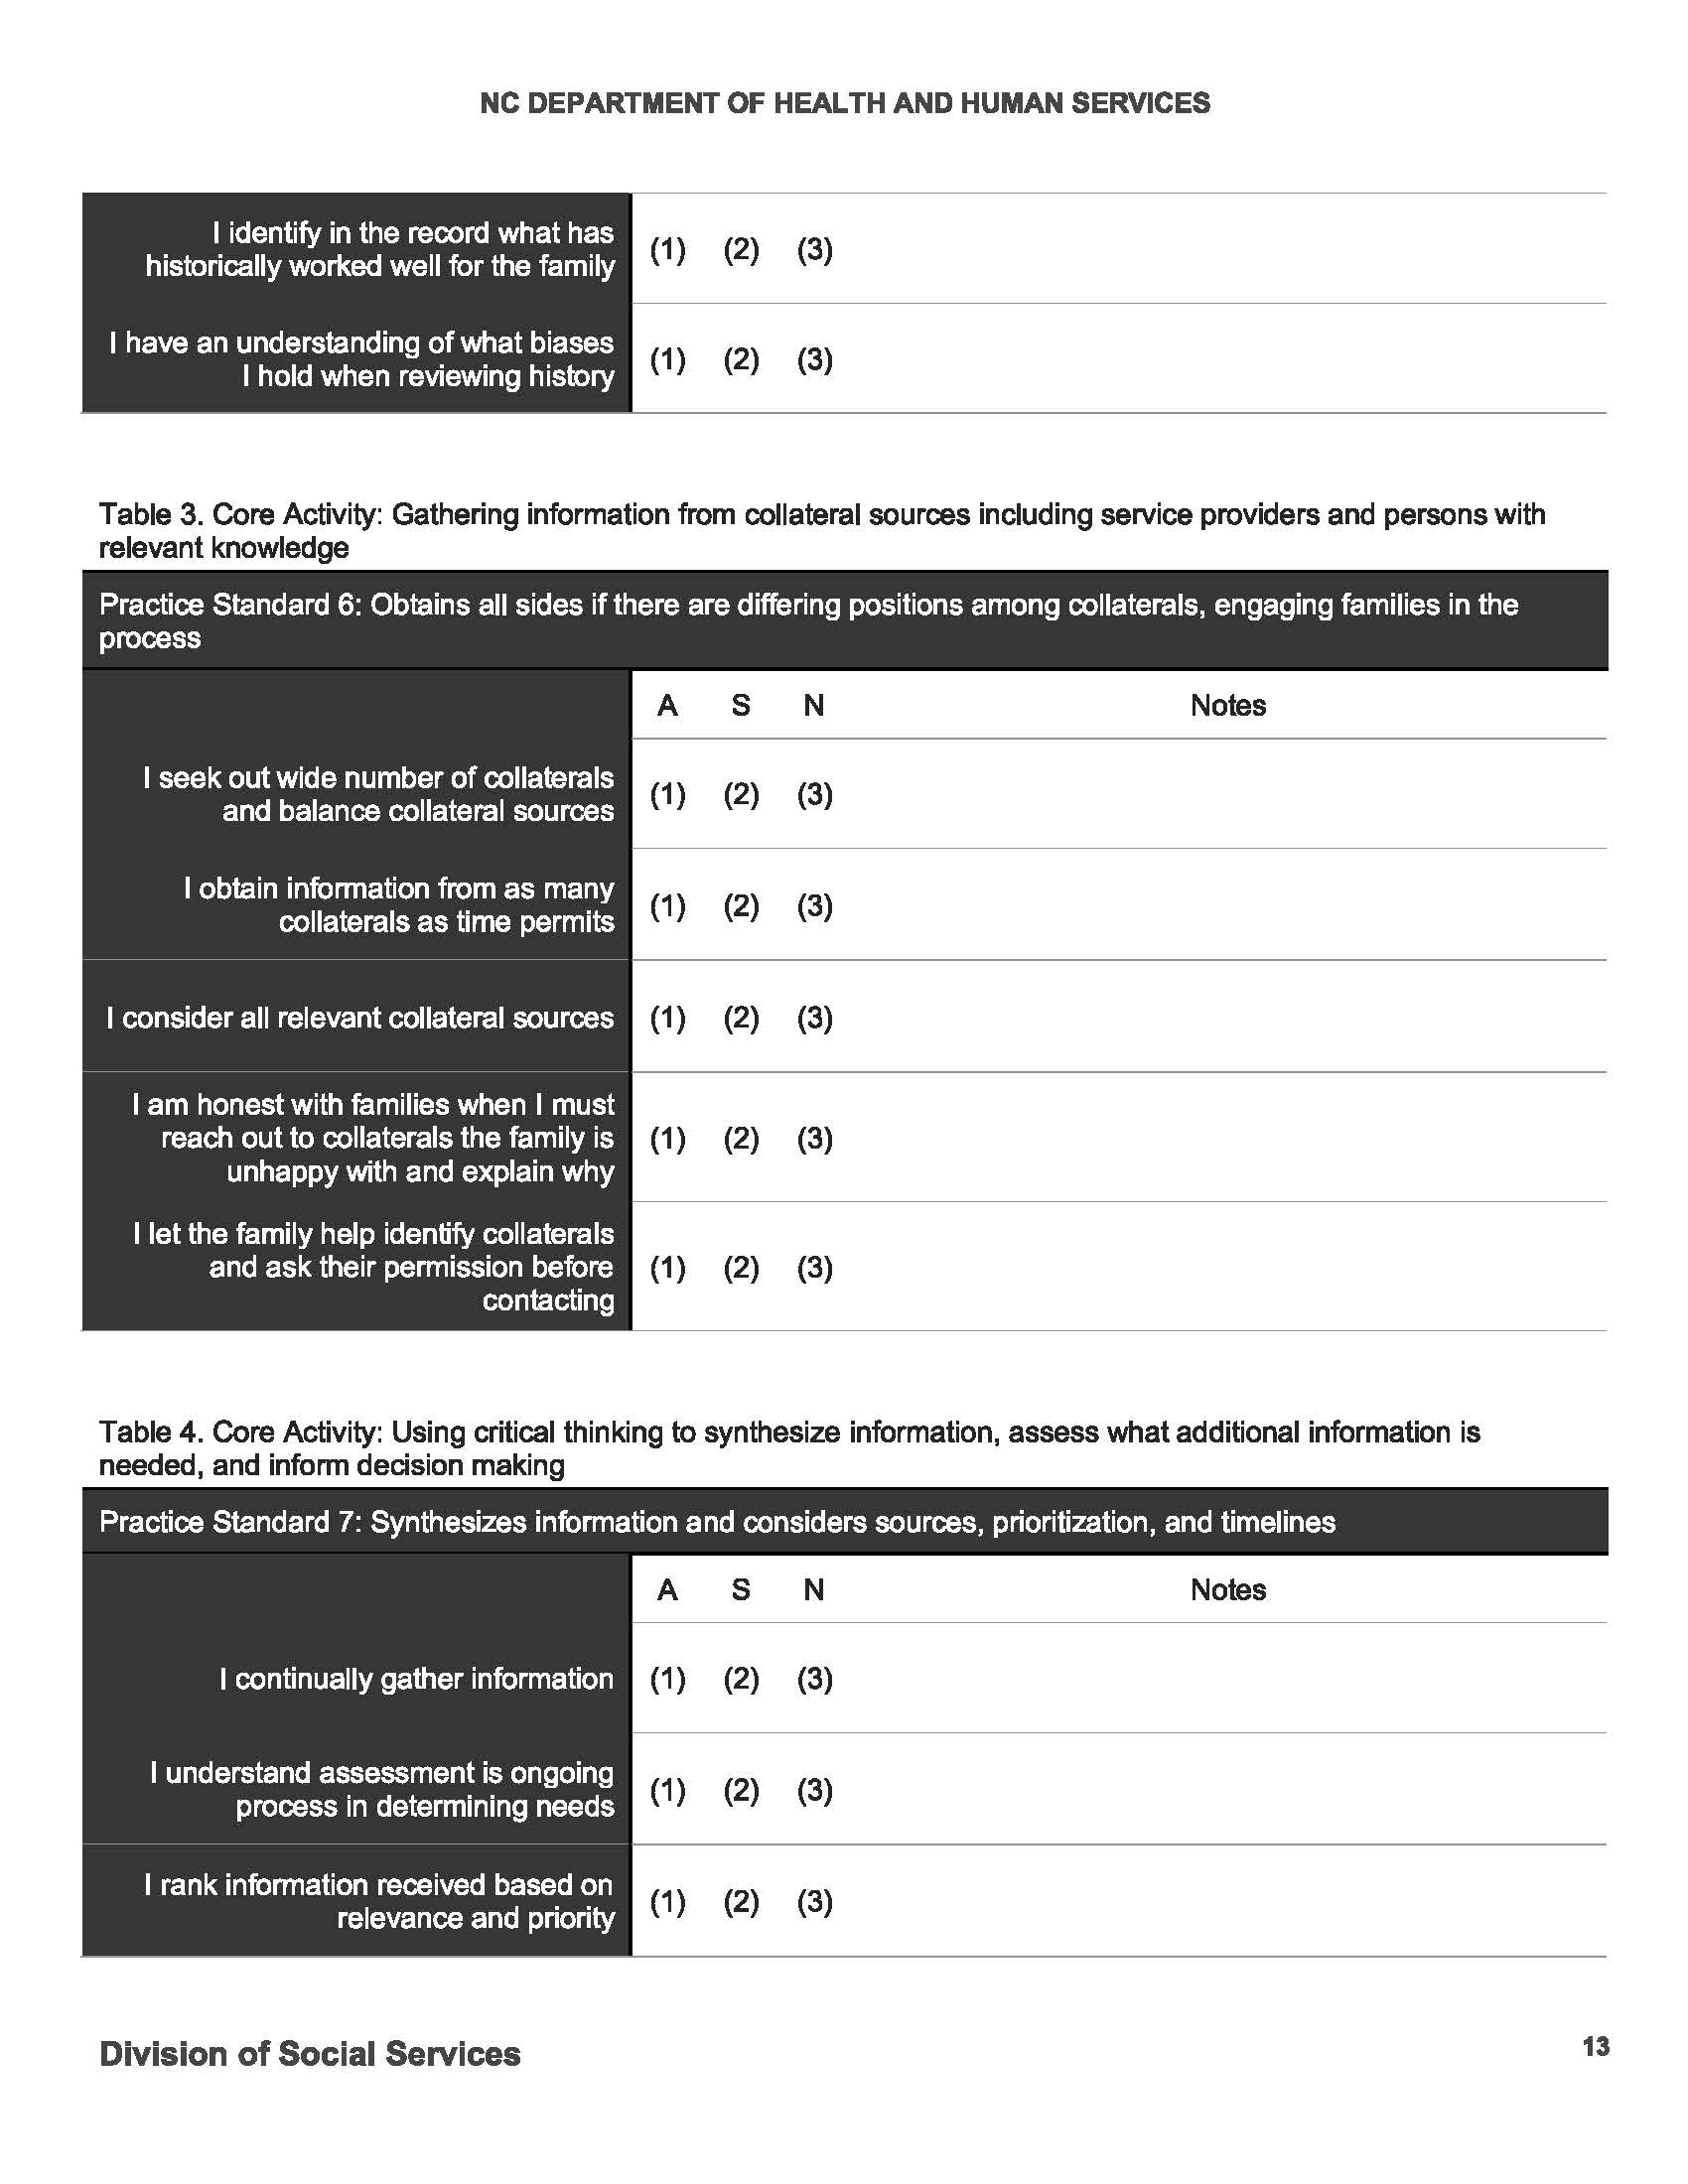 NC DEPARTMENT OF HEALTH AND HUMAN SERVICES
I identify in the record what has
historically worked well for the family
(1) (2) (3)
I have an understanding of what biases
I hold when reviewing history
(1) (2) (3)
Table 3. Core Activity: Gathering information from collateral sources including service providers and persons with
relevant knowledge
Practice Standard 6: Obtains all sides if there are differing positions among collaterals, engaging families in the
process
A S N Notes
I seek out wide number of collaterals
and balance collateral sources
(1) (2) (3)
I obtain information from as many
collaterals as time permits
(1) (2) (3)
I consider all relevant collateral sources (1) (2) (3)
I am honest with families when I must
reach out to collaterals the family is
unhappy with and explain why
(1) (2) (3)
I let the family help identify collaterals
and ask their permission before
contacting
(1) (2) (3)
Table 4. Core Activity: Using critical thinking to synthesize information, assess what additional information is
needed, and inform decision making
Practice Standard 7: Synthesizes information and considers sources, prioritization, and timelines
A S N Notes
I continually gather information (1) (2) (3)
I understand assessment is ongoing
process in determining needs
(1) (2) (3)
I rank information received based on
relevance and priority
(1) (2) (3)
Division of Social Services
13